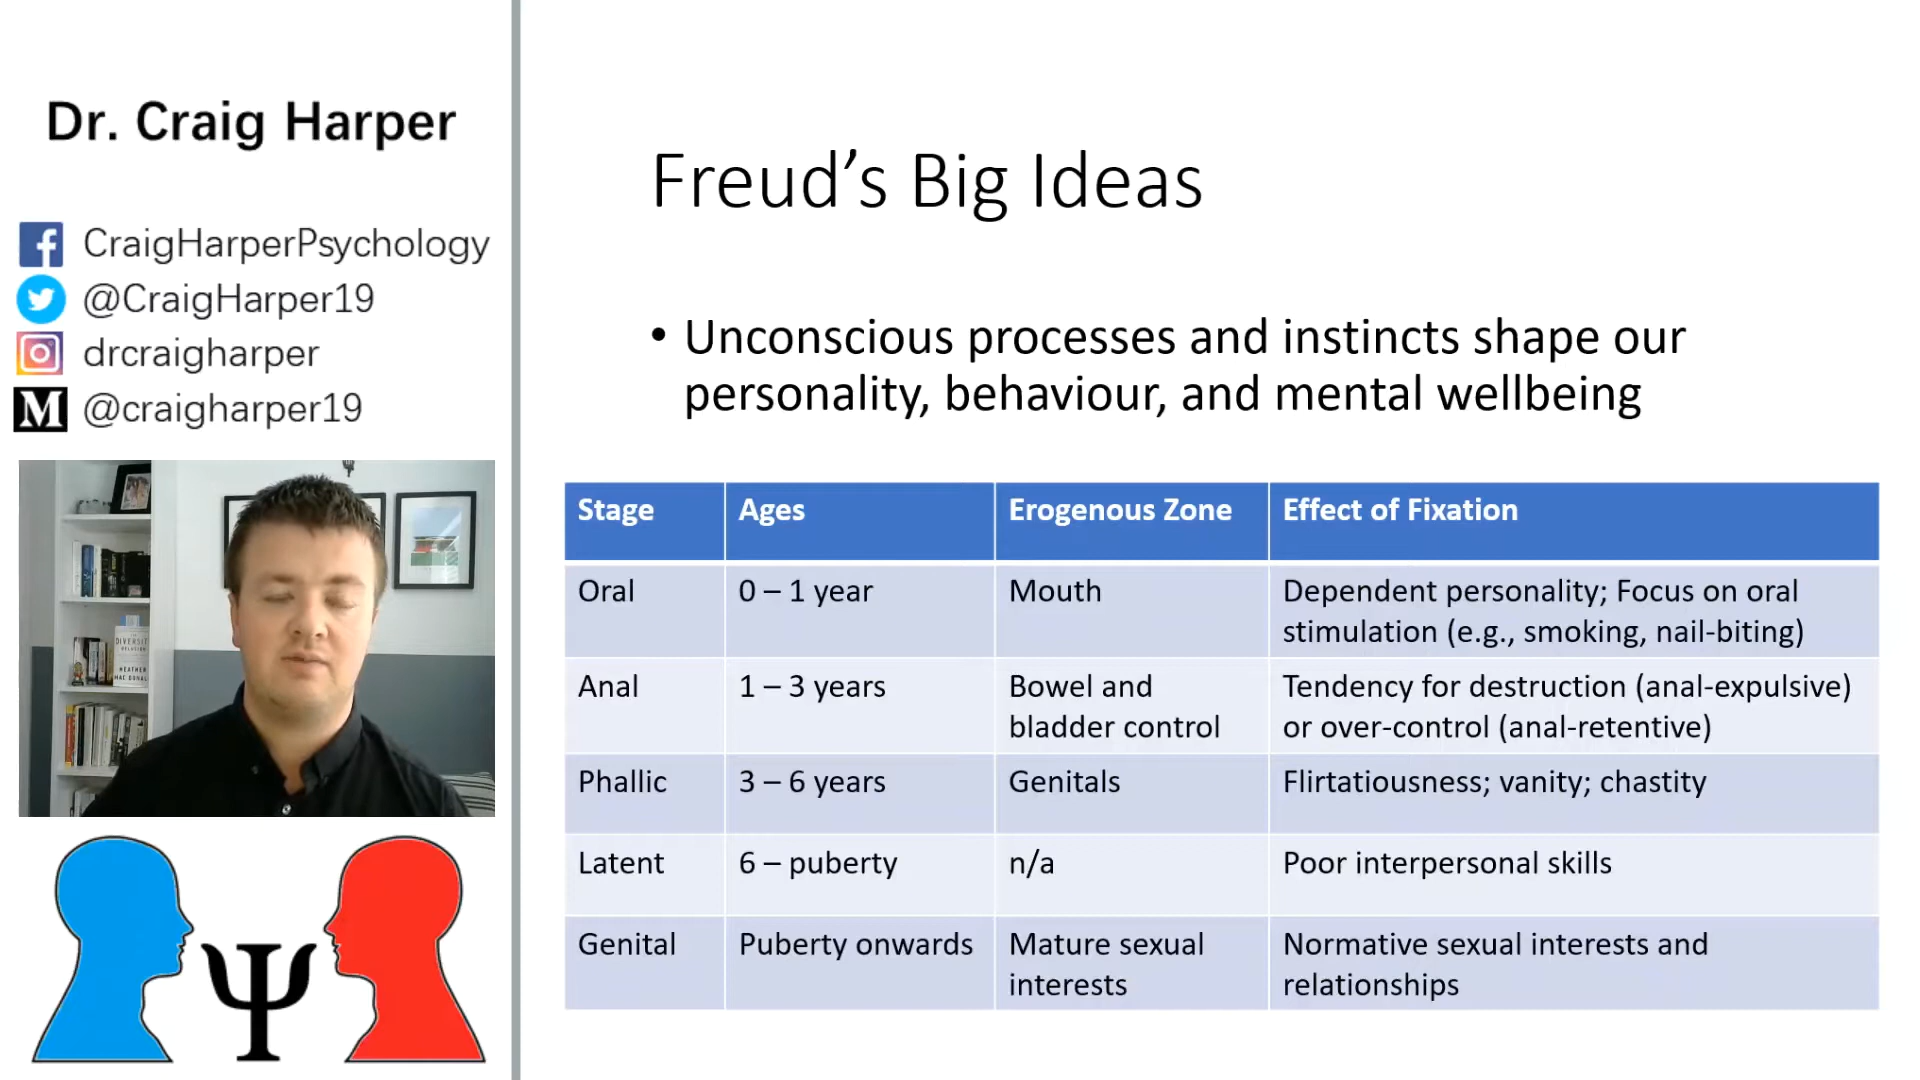 Dr. Craig Harper
CraigHarperPsychology
@CraigHarper19
drcraigharper
M @craigharper19
DIVERSITY
HEATHER
MAC DONALD
Ψ
Freud’s Big Ideas
• Unconscious processes and instincts shape our
personality, behaviour, and mental wellbeing
Stage Ages Erogenous Zone Effect of Fixation
Oral 0 – 1 year Mouth Dependent personality; Focus on oral
stimulation (e.g., smoking, nail-biting)
Anal 1 – 3 years Bowel and Tendency for destruction (anal-expulsive)
bladder control or over-control (anal-retentive)
Phallic 3 – 6 years Genitals Flirtatiousness; vanity; chastity
Latent 6 – puberty n/a Poor interpersonal skills
Genital Puberty onwards Mature sexual Normative sexual interests and
interests relationships